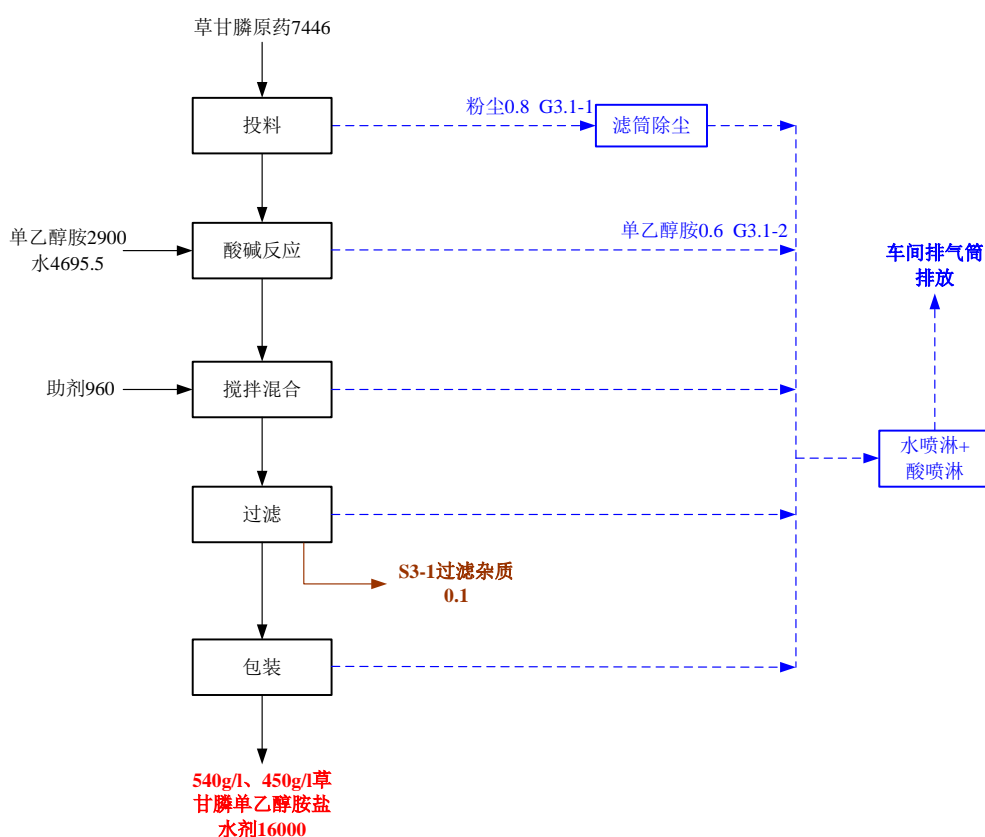 草甘膦原药7446
投料
粉尘0.8 G3.1-1
滤筒除尘
单乙醇胺2900
水4695.5
酸碱反应
单乙醇胺0.6 G3.1-2
车间排气筒
排放
助剂960
搅拌混合
水喷淋+
酸喷淋
过滤
S3-1过滤杂质
0.1
包装
540g/l、450g/l草
甘膦单乙醇胺盐
水剂16000